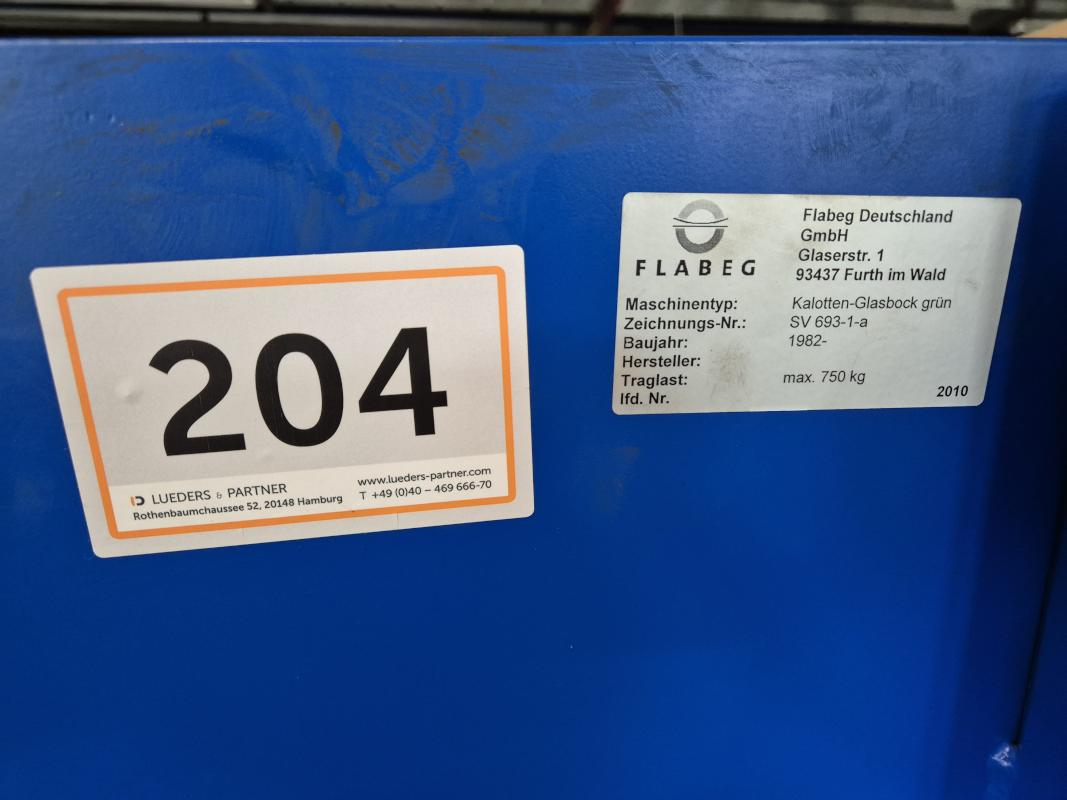 204
LUEDERS & PARTNER
Rothenbaumchaussee 52, 20148 Hamburg
www.lueders-partner.com
T +49 (0)40 – 469 666-70
FLABEG
Flabeg Deutschland
GmbH
Glaserstr. 1
93437 Furth im Wald
Maschinentyp: Kalotten-Glasbock grün
Zeichnungs-Nr.: SV 693-1-a
Baujahr: 1982-
Hersteller:
Traglast: max. 750 kg
lfd. Nr. 2010